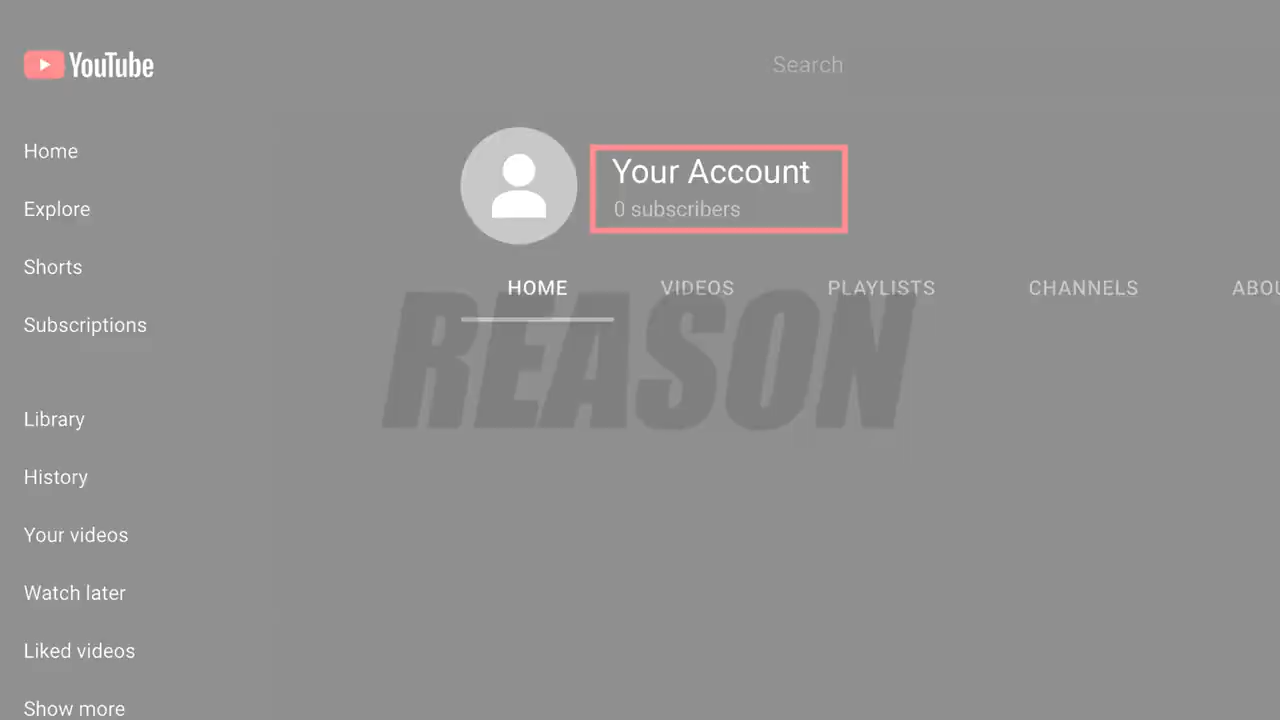 YouTube
Search
Home
Explore
Shorts
Subscriptions
Library
History
Your videos
Watch later
Liked videos
Show more
Your Account
0 subscribers
HOME VIDEOS PLAYLISTS CHANNELS ABOU
REASON